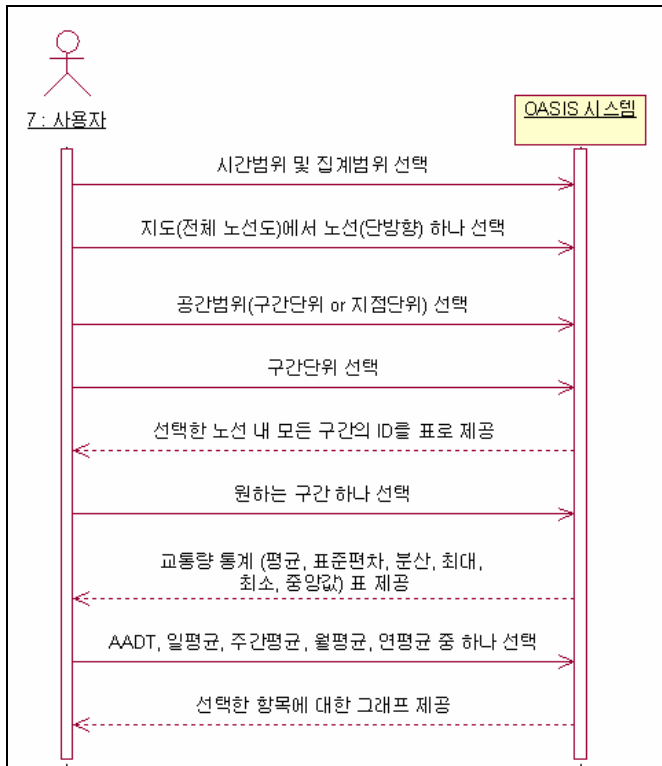 7 : 사용자
OASIS 시스템
시간범위 및 집계범위 선택
지도(전체 노선도)에서 노선(단방향) 하나 선택
공간범위(구간단위 or 지점단위) 선택
구간단위 선택
선택한 노선 내 모든 구간의 ID를 표로 제공
원하는 구간 하나 선택
교통량 통계 (평균, 표준편차, 분산, 최대,
최소, 중앙값) 표 제공
AADT, 일평균, 주간평균, 월평균, 연평균 중 하나 선택
선택한 항목에 대한 그래프 제공